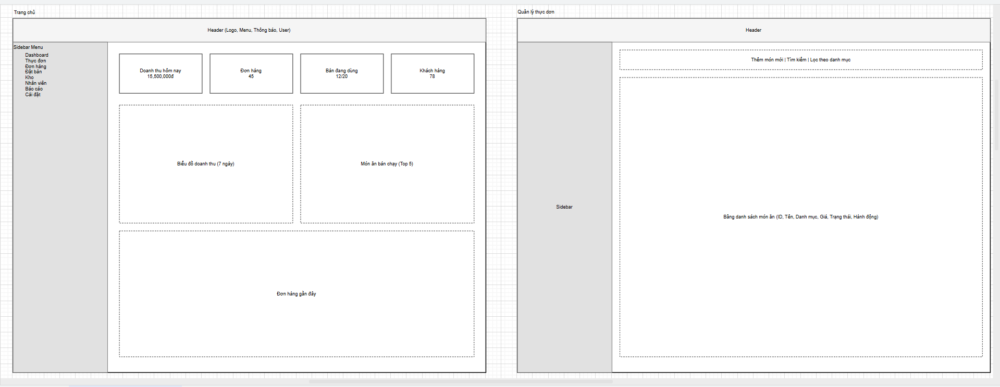 Trang chủ
Header (Logo, Menu, Thông báo, User)
Sidebar Menu
Dashboard
Thực đơn
Đơn hàng
Đặt bàn
Kho
Nhân viên
Báo cáo
Cài đặt
Doanh thu hôm nay
15,500,000đ
Đơn hàng
45
Bàn đang dùng
12/20
Khách hàng
78
Biểu đồ doanh thu (7 ngày)
Món ăn bán chạy (Top 5)
Đơn hàng gần đây
Quản lý thực đơn
Header
Sidebar
Thêm món mới | Tìm kiếm | Lọc theo danh mục
Bảng danh sách món ăn (ID, Tên, Danh mục, Giá, Trạng thái, Hành động)